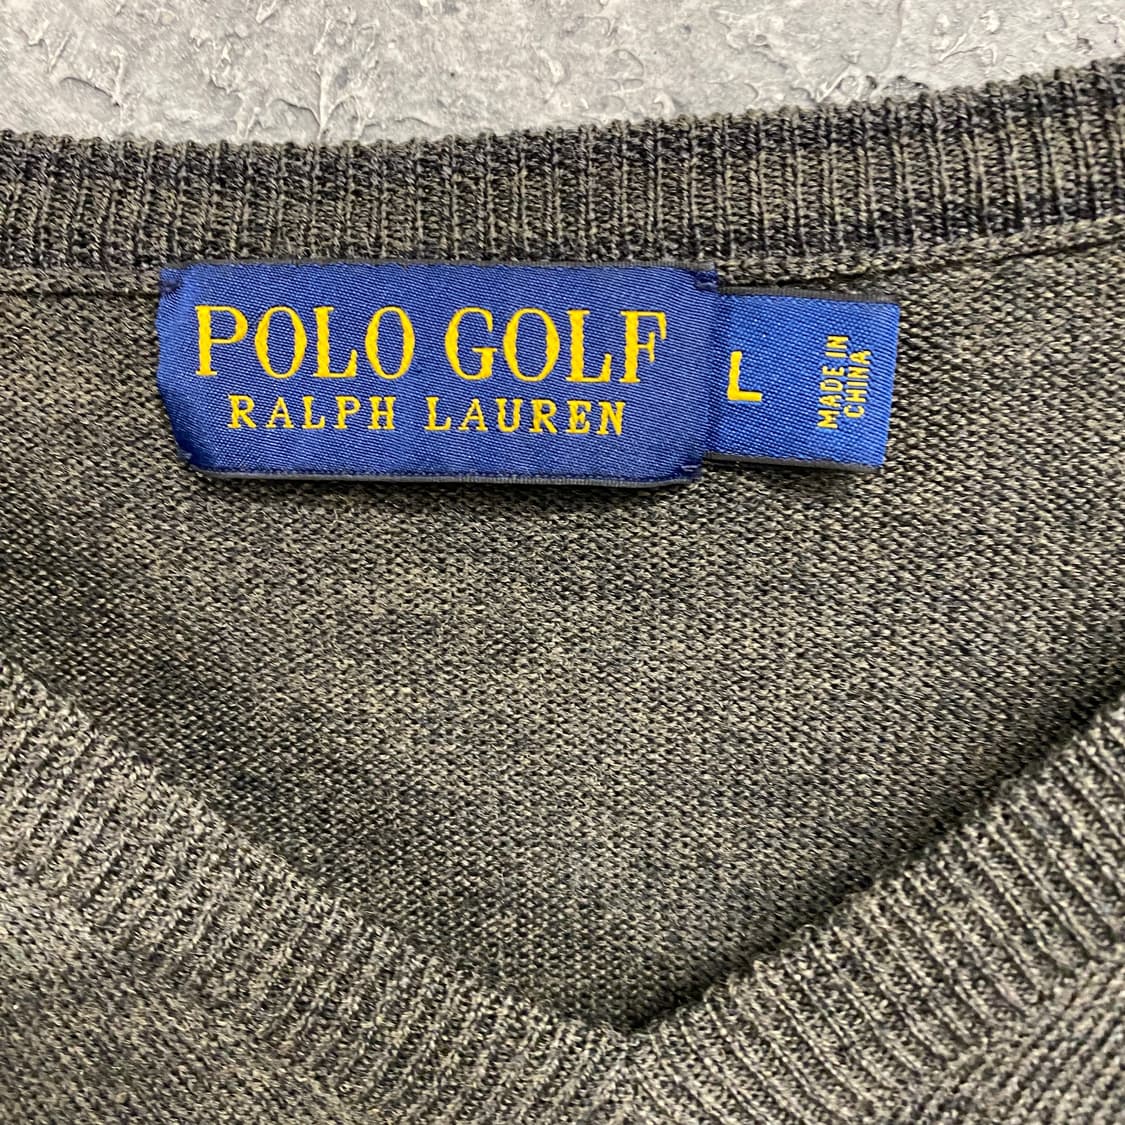 POLO GOLF
RALPH LAUREN
L
MADE IN
CHINA